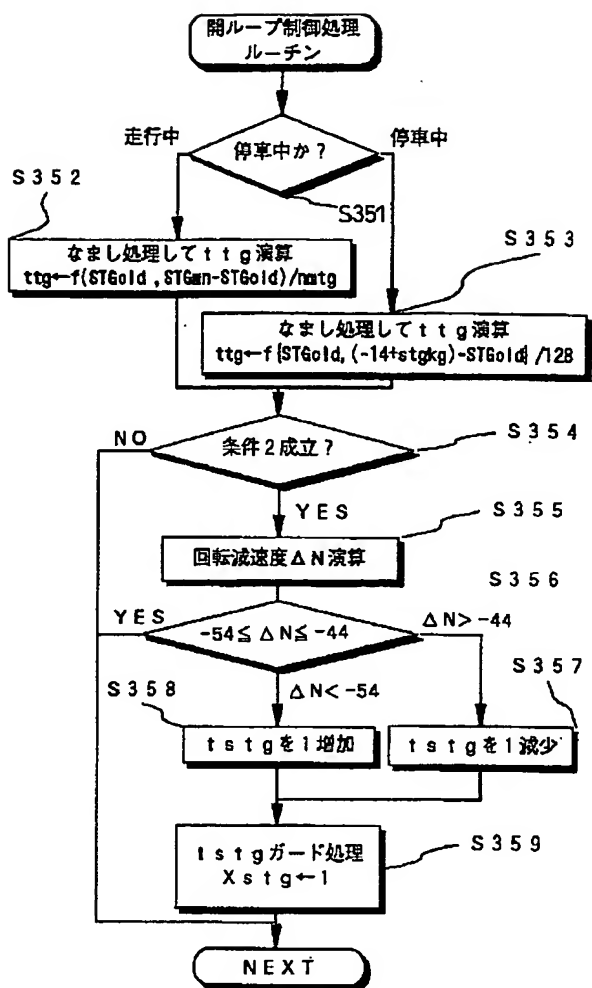 開ループ制御処理
ルーチン
走行中
停車中か？
停車中
S352
S351
S353
なまし処理してttg演算
ttg←f(STGold,STGmn-STGold)/nmtg
なまし処理してttg演算
ttg←f{STGold,(-14+stgkg)-STGold}/128
NO
条件2成立？
S354
YES
S355
回転減速度ΔN演算
S356
YES
-54≦ΔN≦-44
ΔN>-44
S358
ΔN<-54
S357
tstgを1増加
tstgを1減少
tstgガード処理
Xstg←1
S359
NEXT